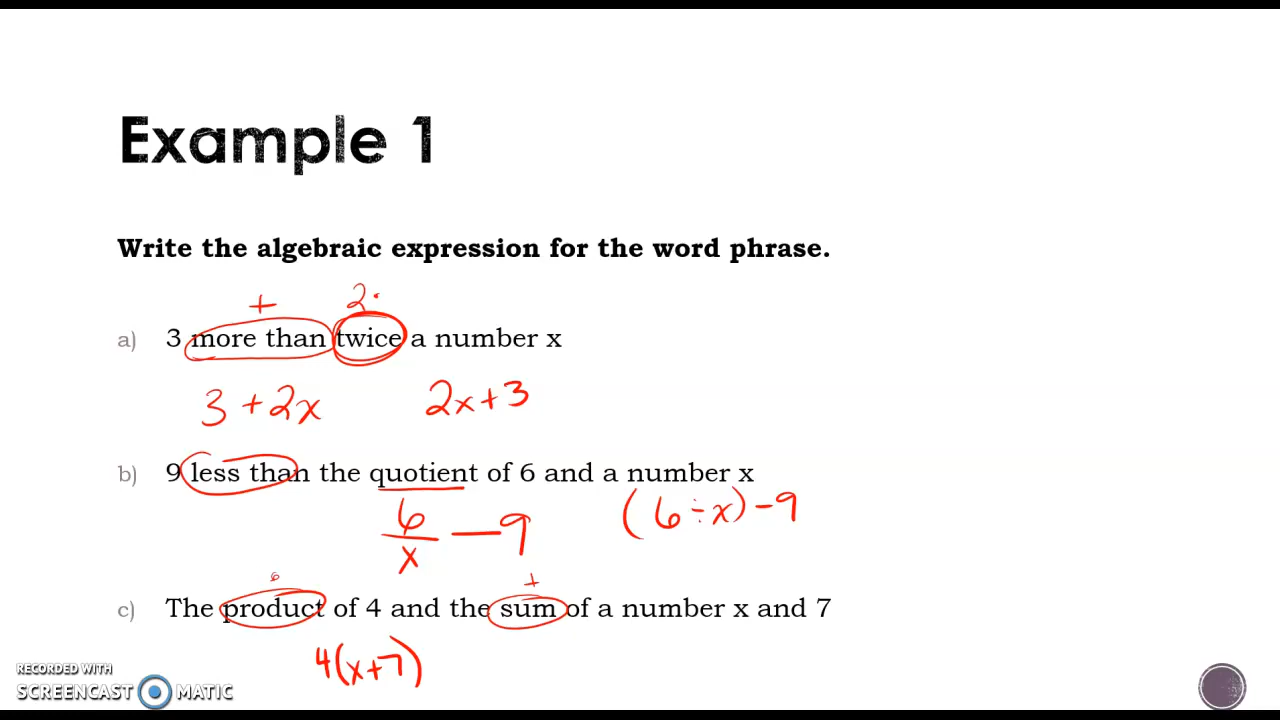 Example 1
Write the algebraic expression for the word phrase.
+ 2·
a) 3 more than twice a number x
3 + 2x 2x + 3
b) 9 less than the quotient of 6 and a number x
6/x - 9 (6 ÷ x) - 9
+
c) The product of 4 and the sum of a number x and 7
4(x+7)
RECORDED WITH
SCREENCAST MATIC